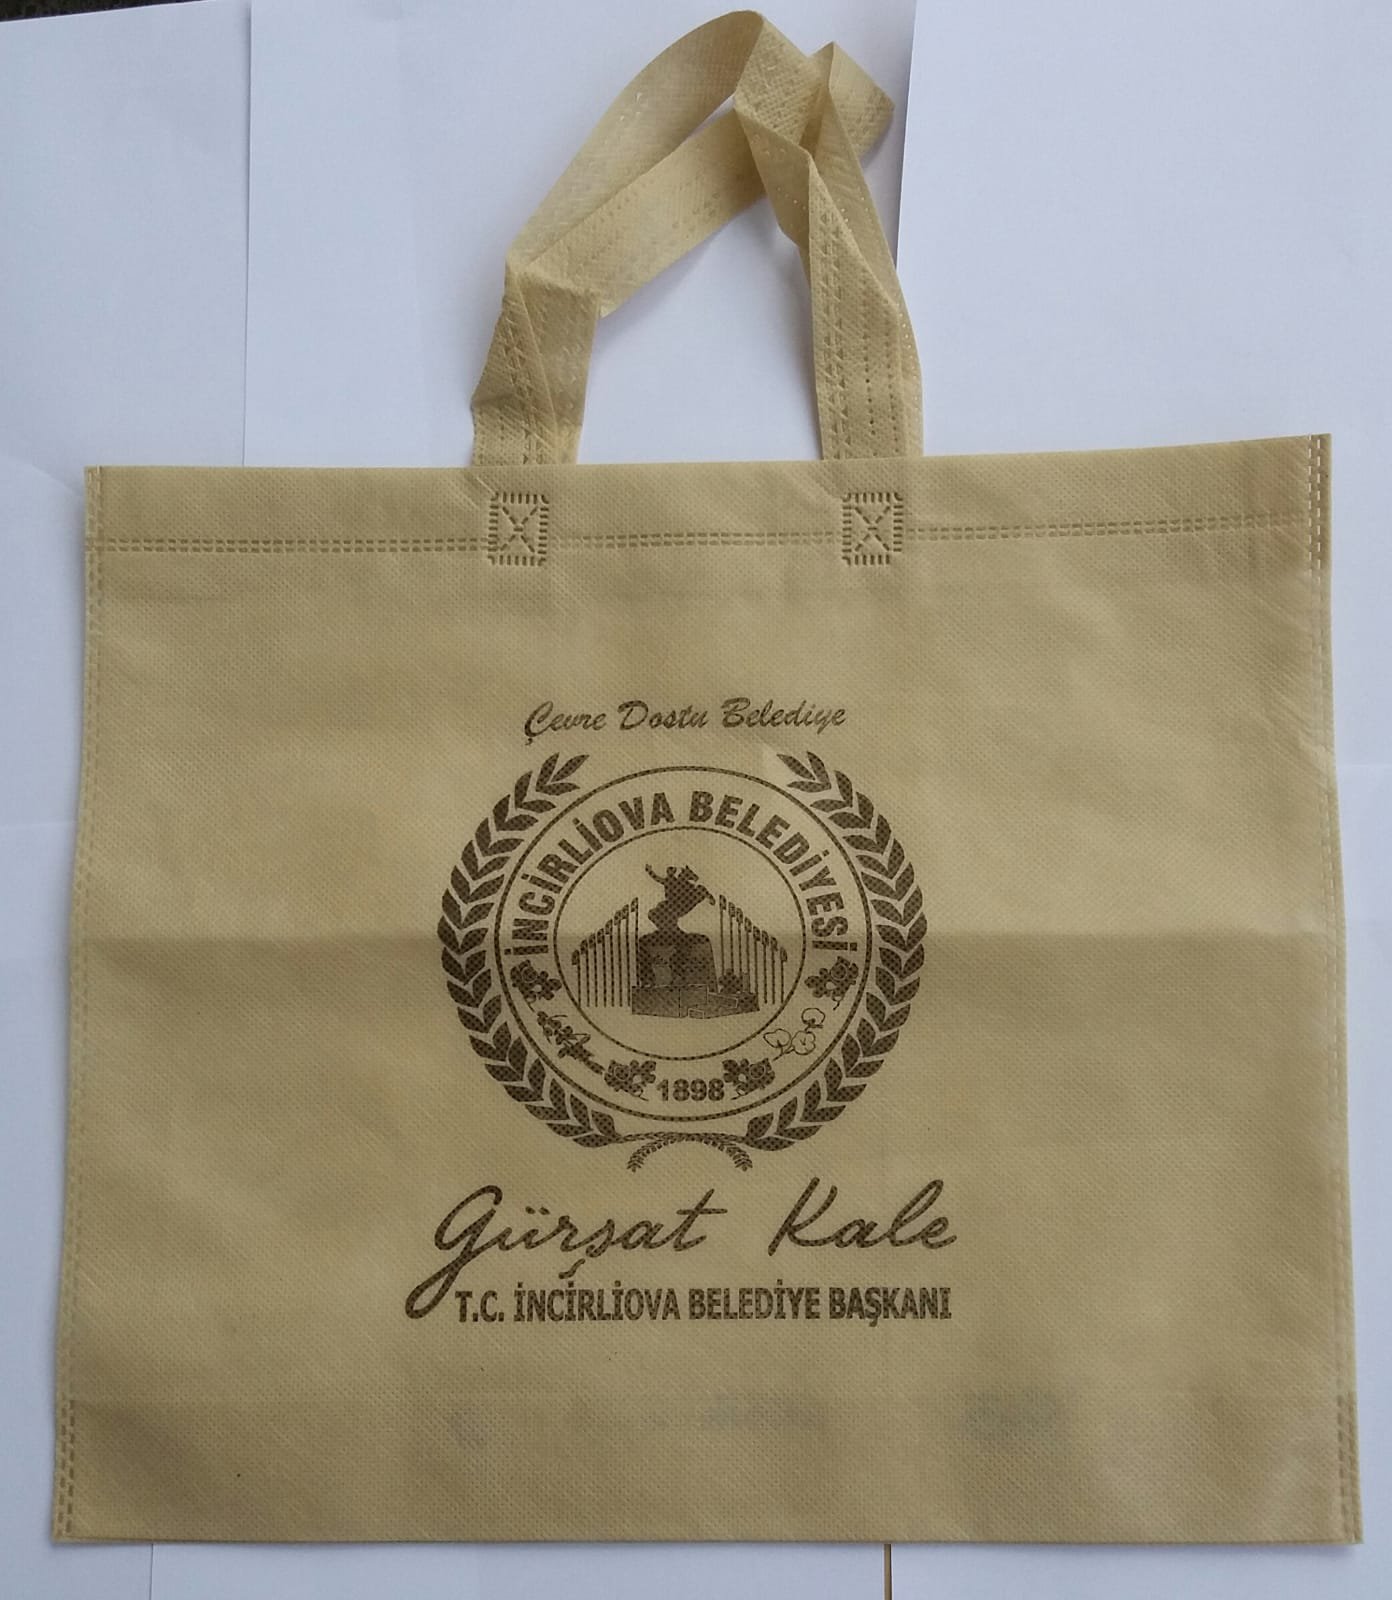 Çevre Dostu Belediye
İNCİRLİOVA BELEDİYESİ
1898
Gürşat Kale
T.C. İNCİRLİOVA BELEDİYE BAŞKANI